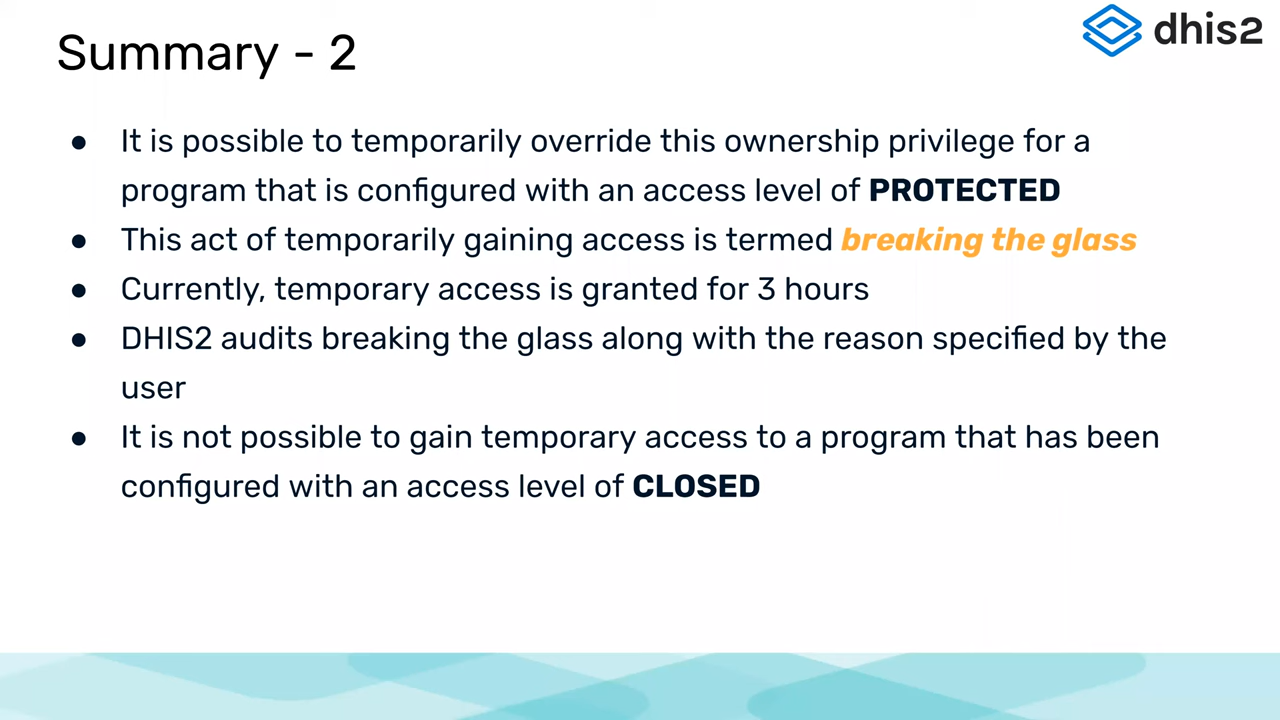 Summary - 2
dhis2
● It is possible to temporarily override this ownership privilege for a
program that is configured with an access level of PROTECTED
● This act of temporarily gaining access is termed breaking the glass
● Currently, temporary access is granted for 3 hours
● DHIS2 audits breaking the glass along with the reason specified by the
user
● It is not possible to gain temporary access to a program that has been
configured with an access level of CLOSED